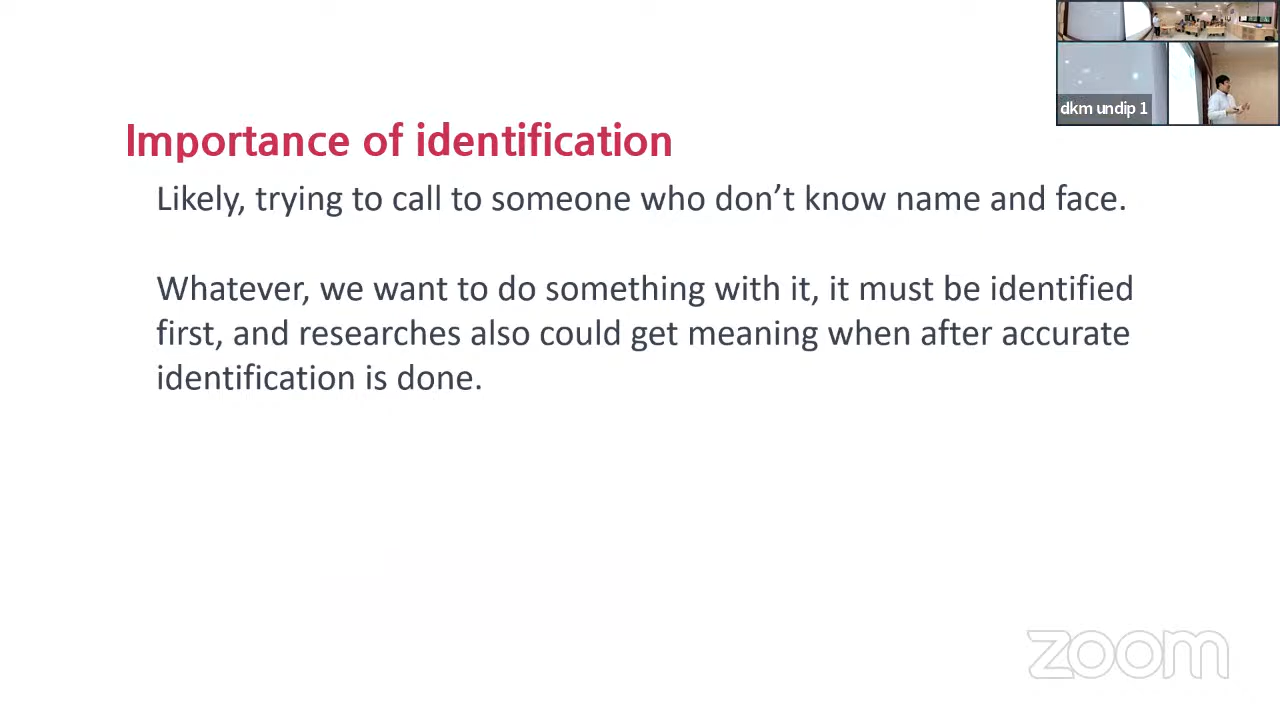 dkm undip 1
Importance of identification
Likely, trying to call to someone who don’t know name and face.
Whatever, we want to do something with it, it must be identified
first, and researches also could get meaning when after accurate
identification is done.
zoom